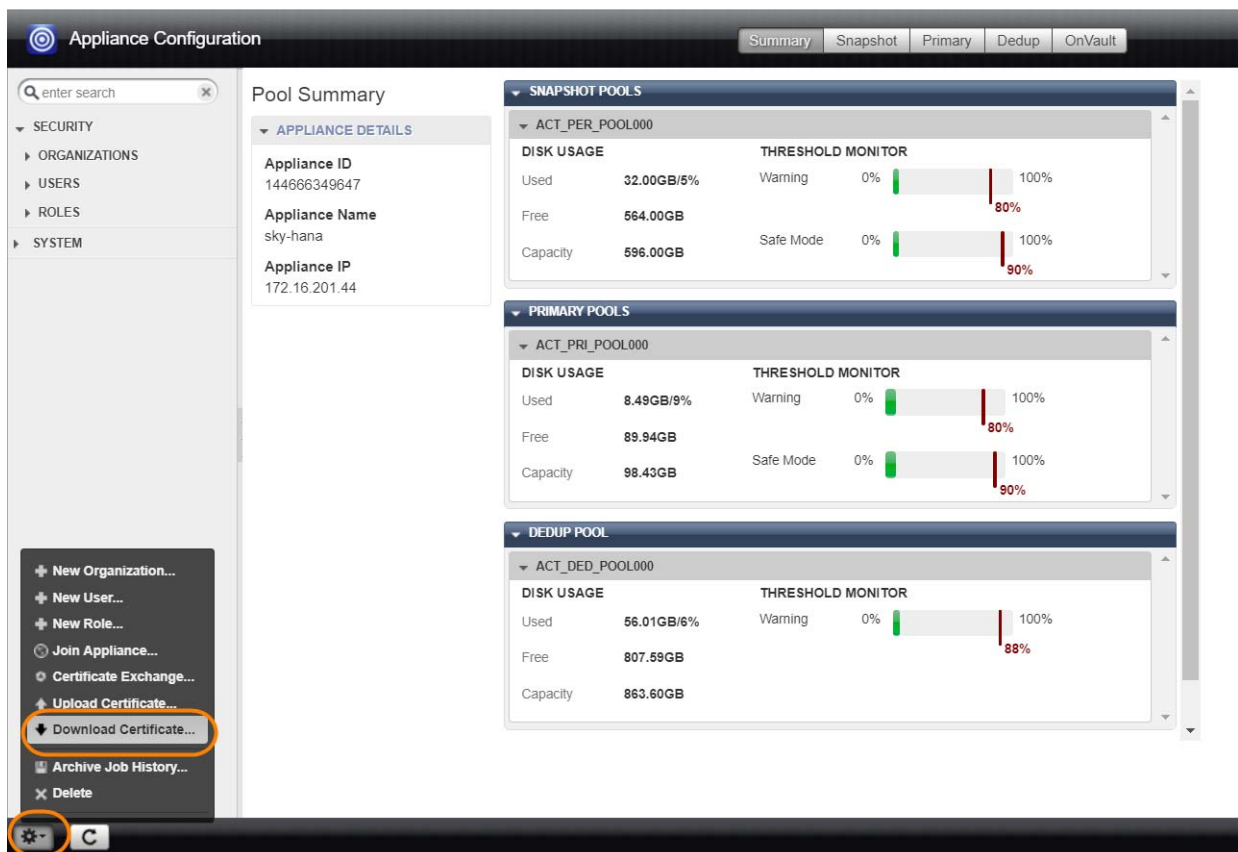 Appliance Configuration
Summary Snapshot Primary Dedup OnVault
enter search
SECURITY
ORGANIZATIONS
USERS
ROLES
SYSTEM
Pool Summary
APPLIANCE DETAILS
Appliance ID
144666349647
Appliance Name
sky-hana
Appliance IP
172.16.201.44
SNAPSHOT POOLS
ACT_PER_POOL000
DISK USAGE THRESHOLD MONITOR
Used 32.00GB/5% Warning 0% 100%
80%
Free 564.00GB
Safe Mode 0% 100%
Capacity 596.00GB
90%
PRIMARY POOLS
ACT_PRI_POOL000
DISK USAGE THRESHOLD MONITOR
Used 8.49GB/9% Warning 0% 100%
80%
Free 89.94GB
Safe Mode 0% 100%
Capacity 98.43GB
90%
DEDUP POOL
ACT_DED_POOL000
DISK USAGE THRESHOLD MONITOR
Used 56.01GB/6% Warning 0% 100%
88%
Free 807.59GB
Capacity 863.60GB
New Organization...
New User...
New Role...
Join Appliance...
Certificate Exchange...
Upload Certificate...
Download Certificate...
Archive Job History...
Delete